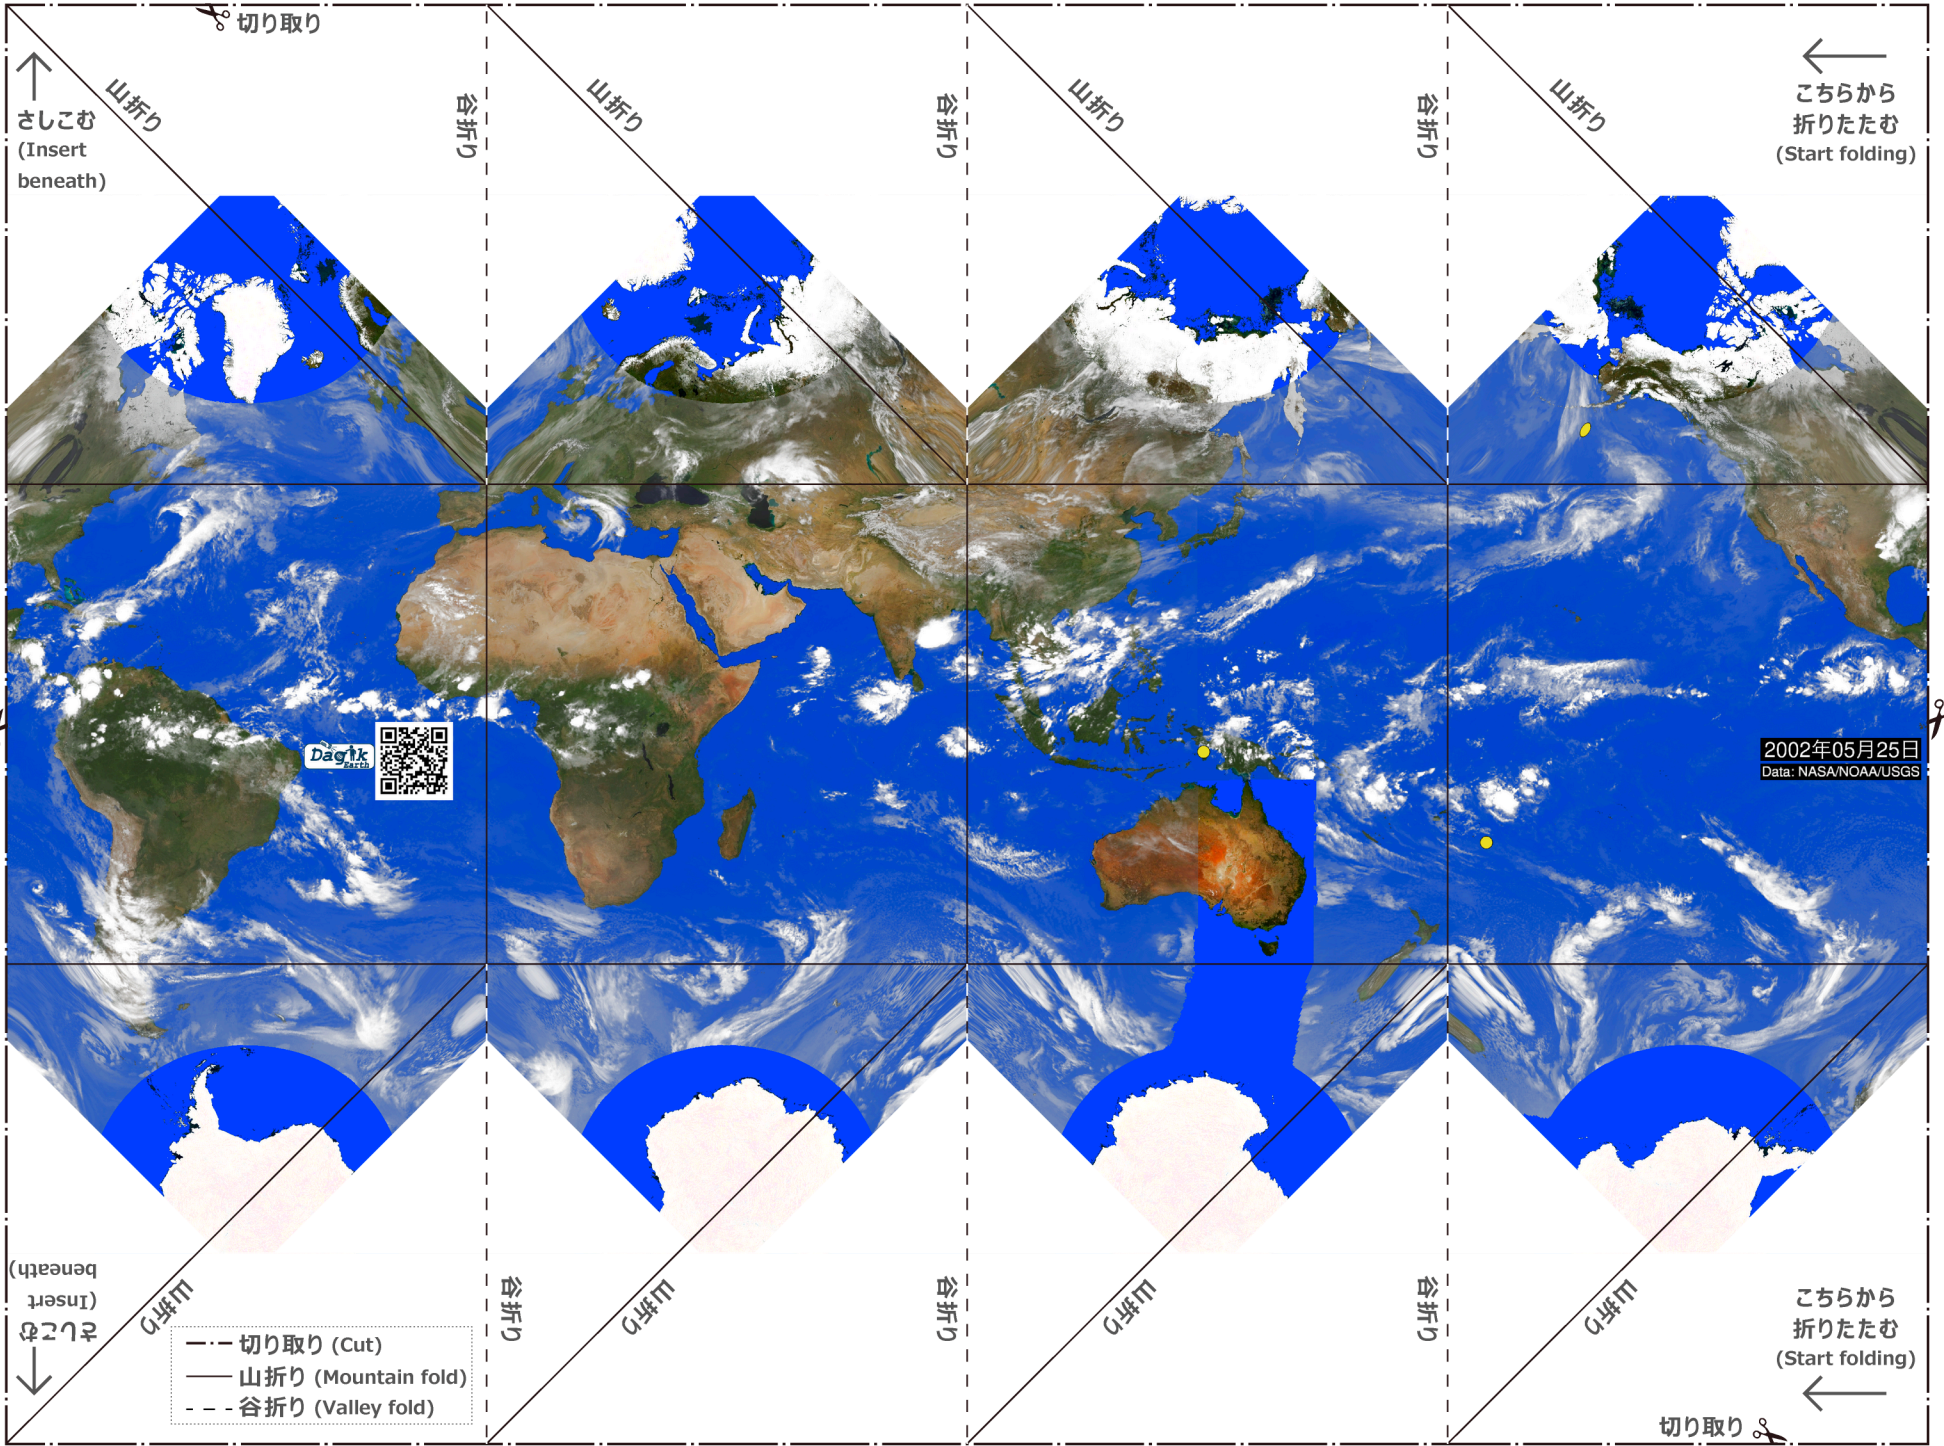 切り取り
山折り
谷折り
山折り
谷折り
山折り
谷折り
山折り
さしこむ
(Insert
beneath)
こちらから
折りたたむ
(Start folding)
Dagik
Earth
2002年05月25日
Data: NASA/NOAA/USGS
さしこむ
(Insert
beneath)
山折り
谷折り
山折り
谷折り
山折り
谷折り
山折り
切り取り (Cut)
山折り (Mountain fold)
谷折り (Valley fold)
こちらから
折りたたむ
(Start folding)
切り取り